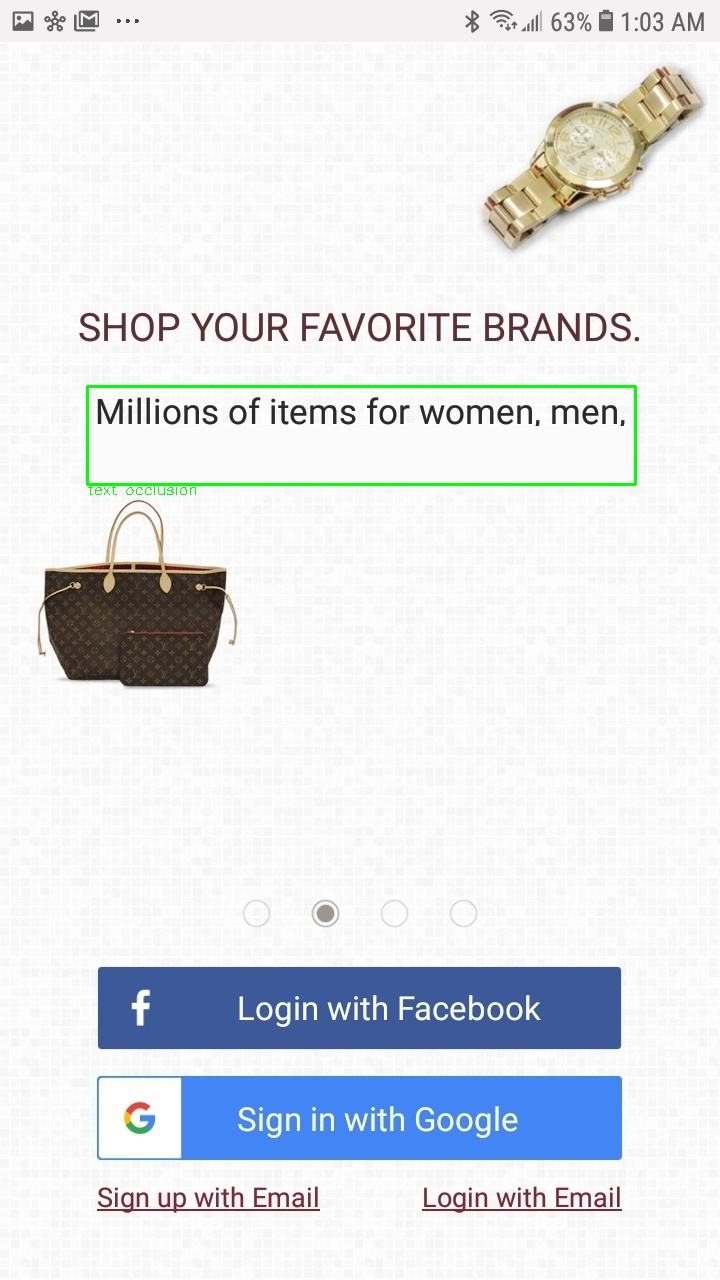 63% 1:03 AM
SHOP YOUR FAVORITE BRANDS.
Millions of items for women, men,
text occlusion
Login with Facebook
Sign in with Google
Sign up with Email
Login with Email